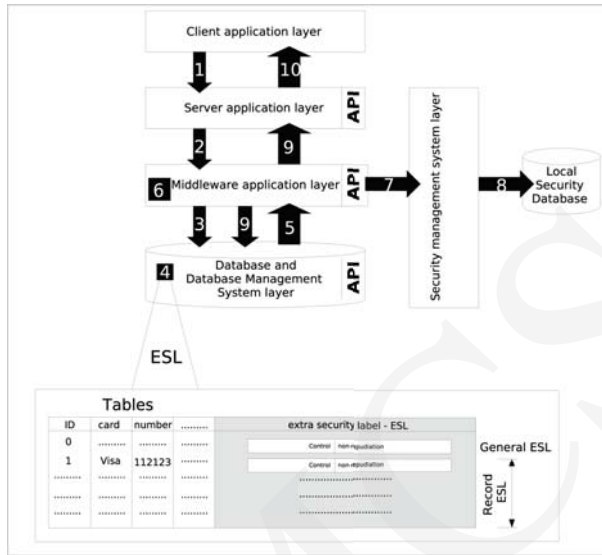 Client application layer
1
10
Server application layer
API
2
9
6
Middleware application layer
API
7
Security management system layer
8
Local
Security
Database
3
9
5
4
Database and
Database Management
System layer
API
ESL
Tables
ID card number .........
extra security label - ESL
0 ......... .........
Control non-repudiation
General ESL
1 Visa 112123 .........
Control non-repudiation
Record
ESL